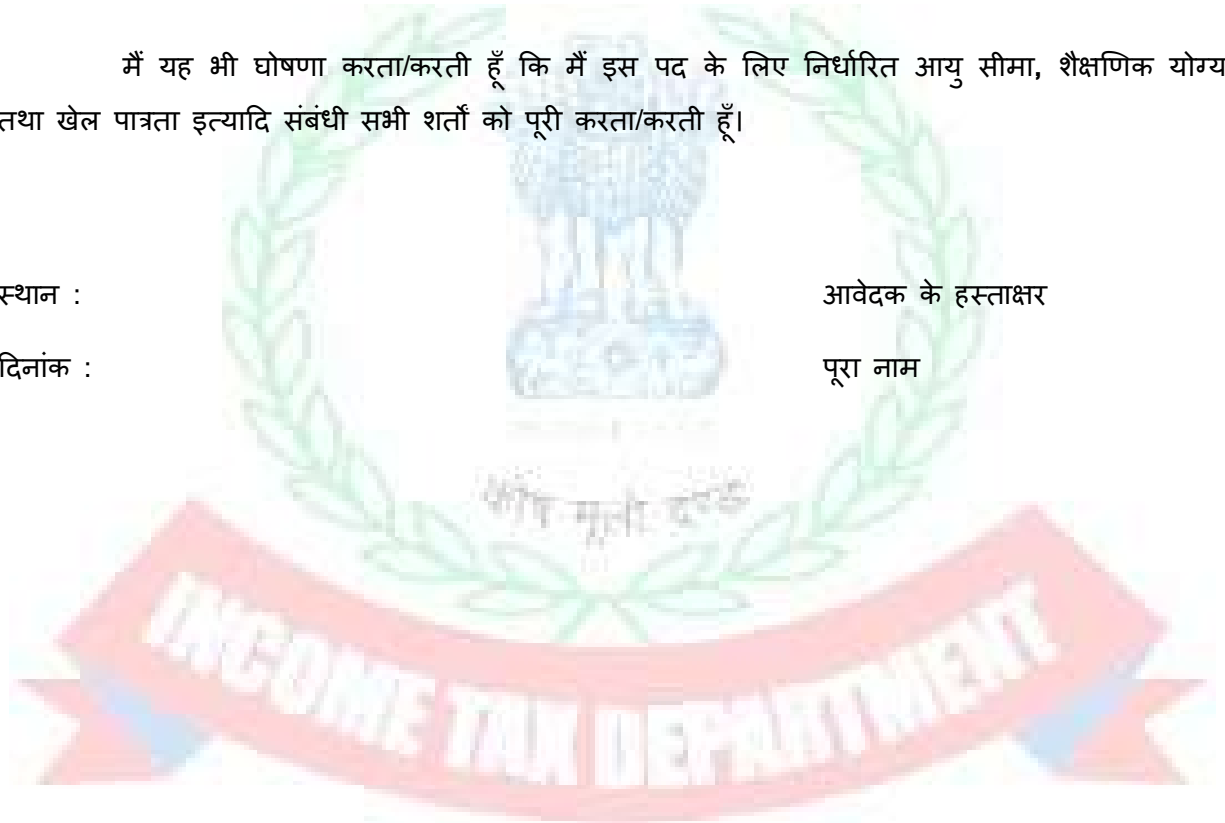 मैं यह भी घोषणा करता/करती हूँ कि मैं इस पद के लिए निर्धारित आयु सीमा, शैक्षणिक योग्य
तथा खेल पात्रता इत्यादि संबंधी सभी शर्तों को पूरी करता/करती हूँ।
स्थान : आवेदक के हस्ताक्षर
दिनांक : पूरा नाम
कोष मूलो दण्डः
INCOME TAX DEPARTMENT